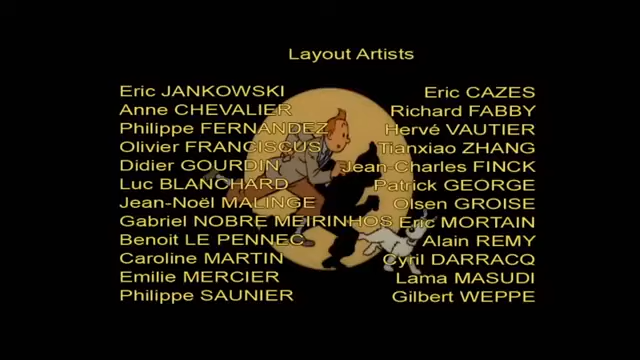 Layout Artists
Eric JANKOWSKI Eric CAZES
Anne CHEVALIER Richard FABBY
Philippe FERNANDEZ Hervé VAUTIER
Olivier FRANCISCUS Tianxiao ZHANG
Didier GOURDIN Jean-Charles FINCK
Luc BLANCHARD Patrick GEORGE
Jean-Noël MALINGE Olsen GROISE
Gabriel NOBRE MEIRINHOS Eric MORTAIN
Benoit LE PENNEC Alain REMY
Caroline MARTIN Cyril DARRACQ
Emilie MERCIER Lama MASUDI
Philippe SAUNIER Gilbert WEPPE